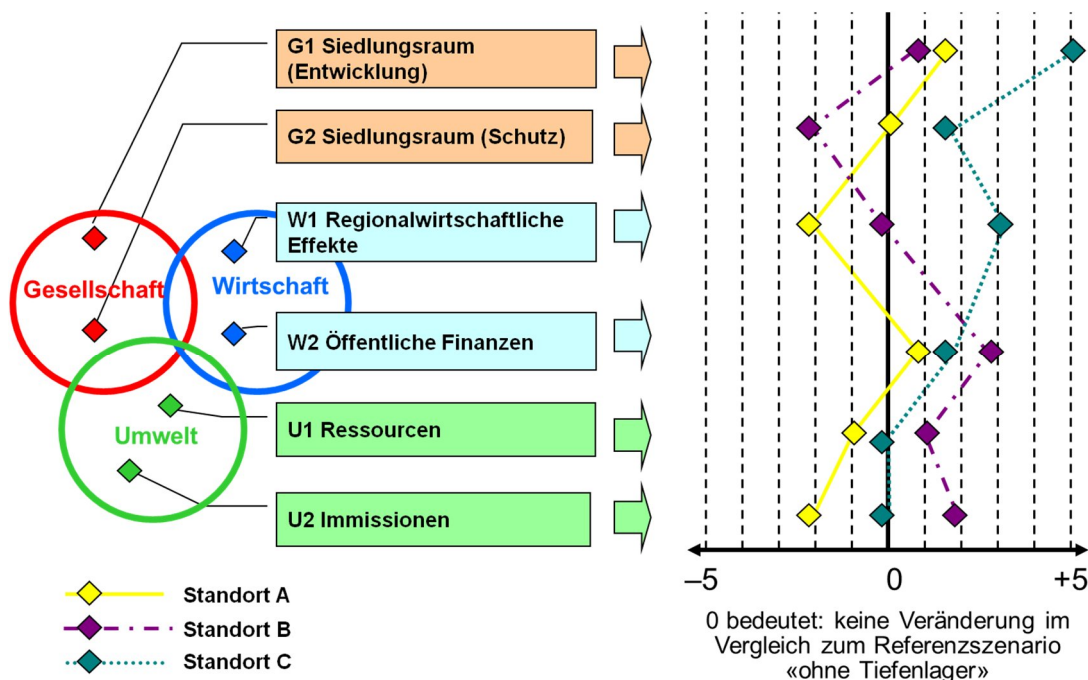 G1 Siedlungsraum
(Entwicklung)
G2 Siedlungsraum (Schutz)
W1 Regionalwirtschaftliche
Effekte
Gesellschaft
Wirtschaft
W2 Öffentliche Finanzen
Umwelt
U1 Ressourcen
U2 Immissionen
–5
0
+5
Standort A
Standort B
Standort C
0 bedeutet: keine Veränderung im
Vergleich zum Referenzszenario
«ohne Tiefenlager»